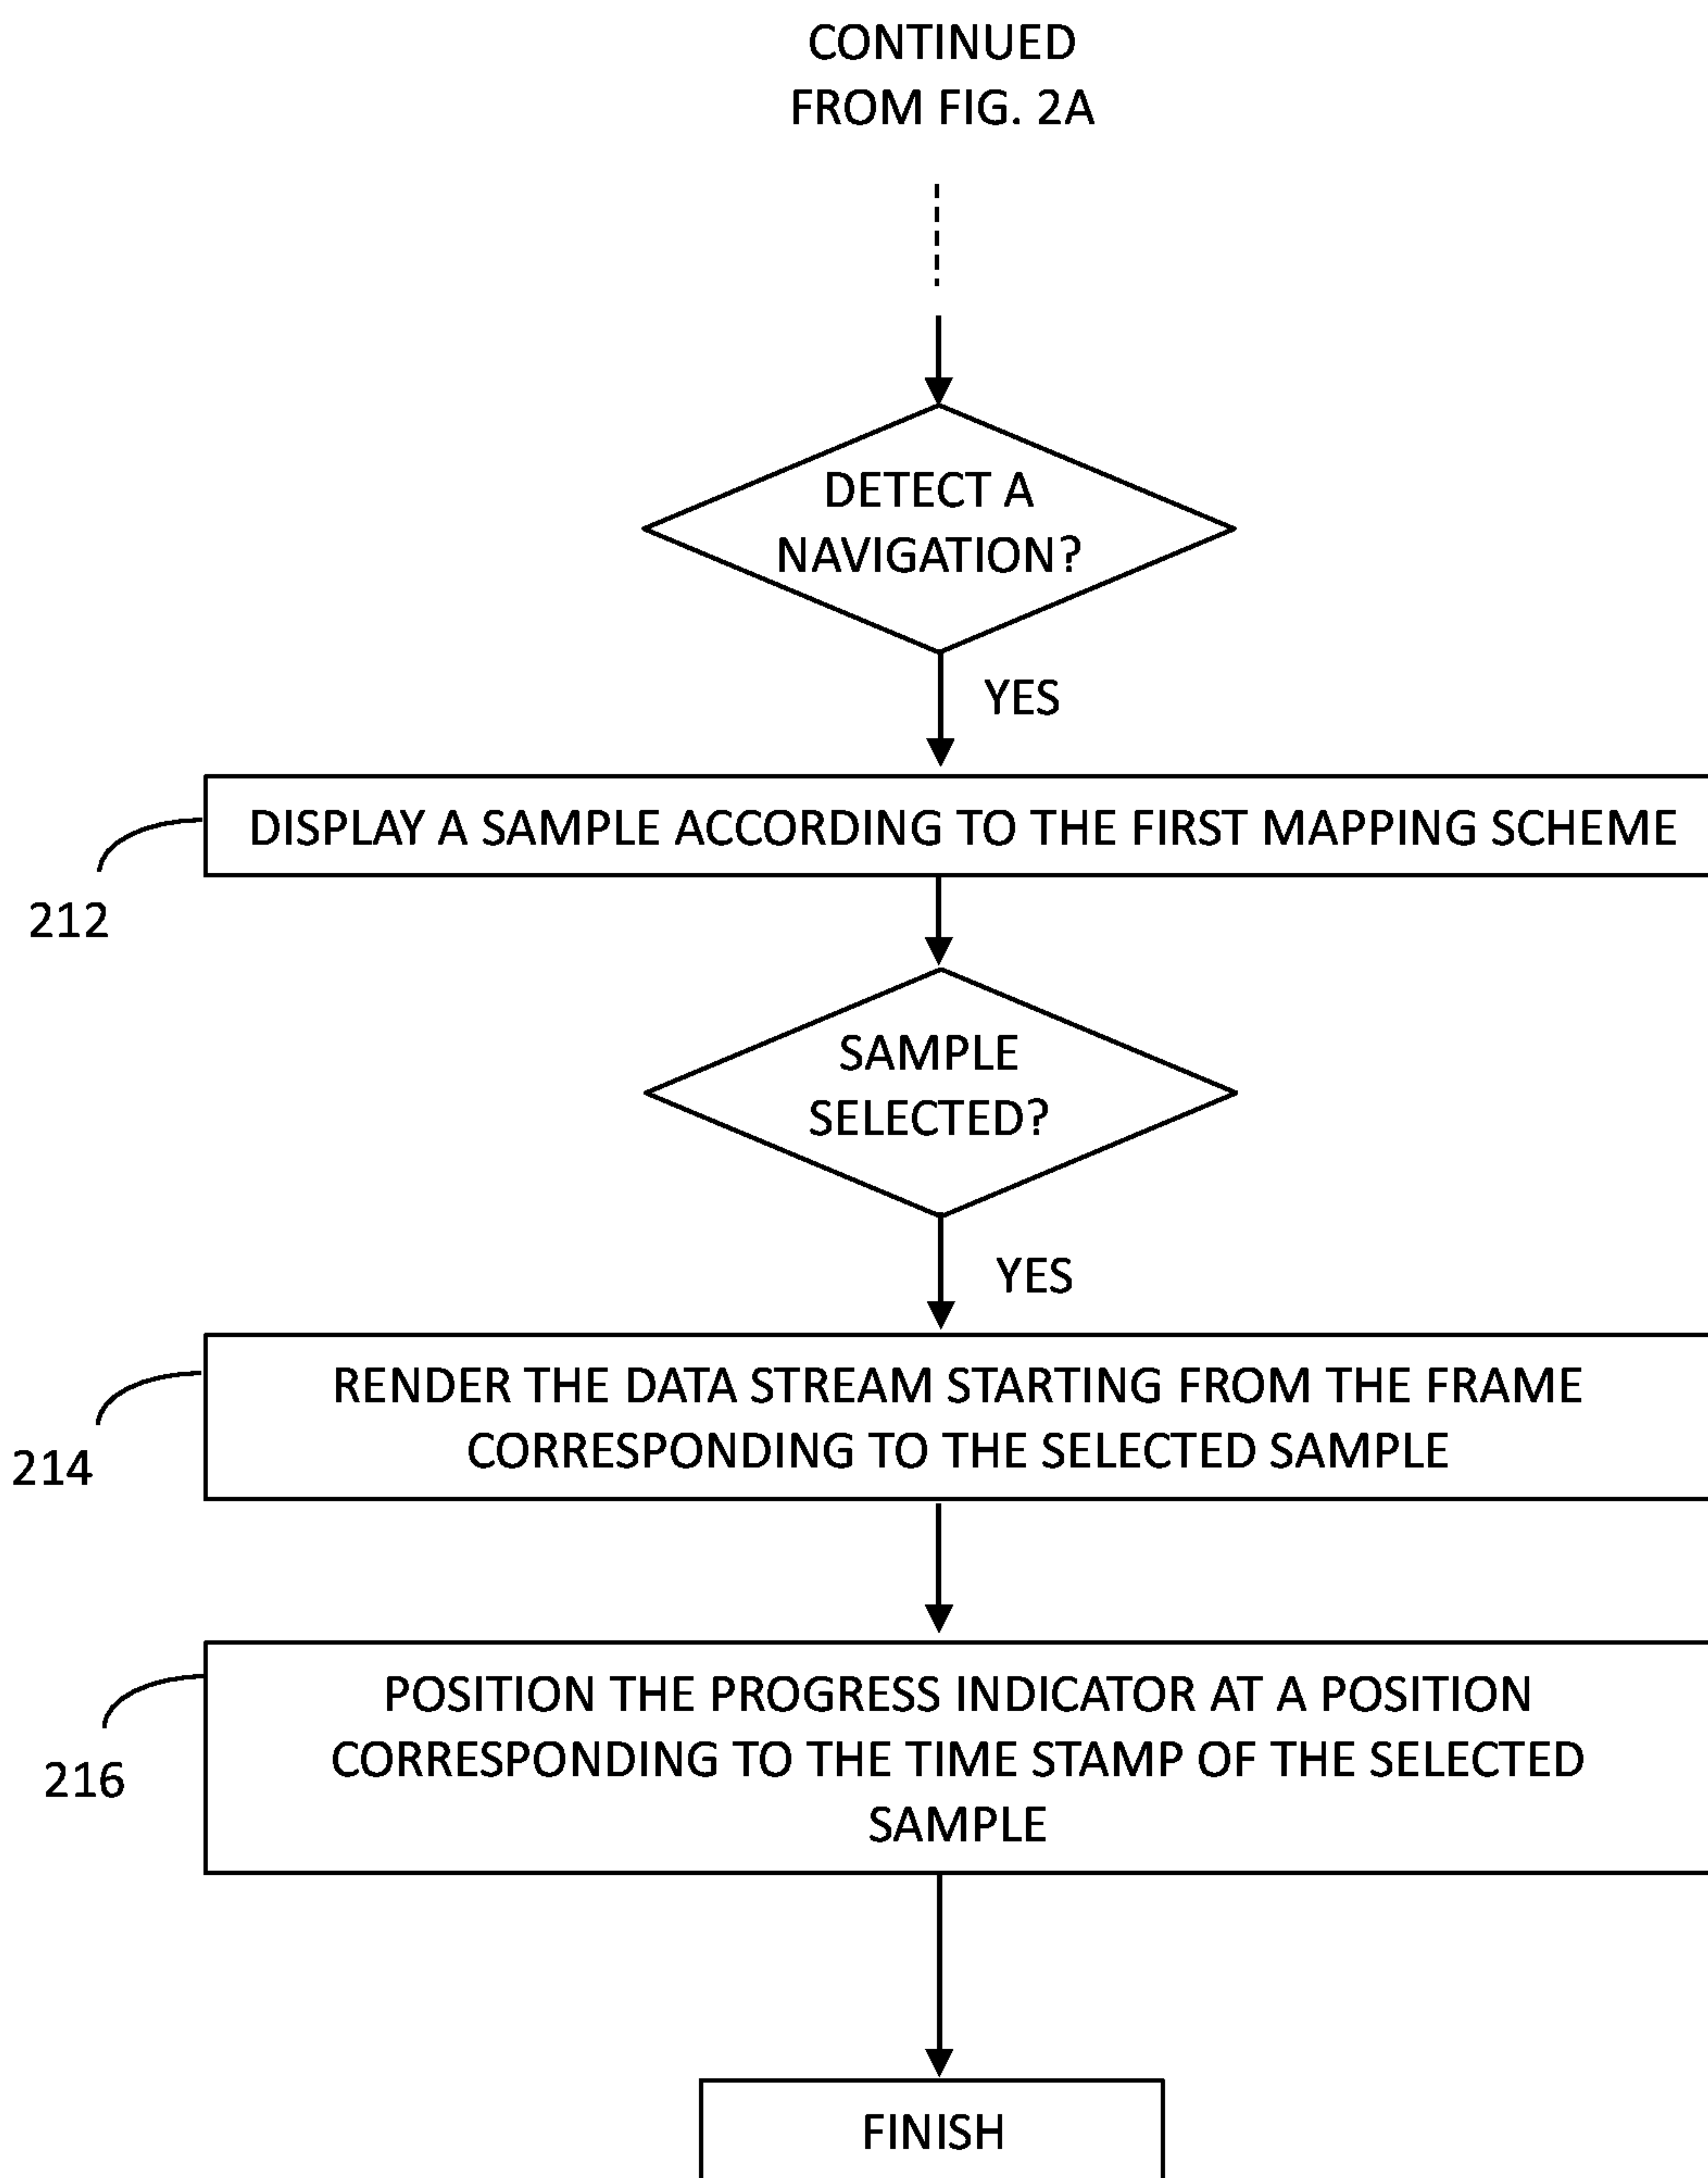 CONTINUED
FROM FIG. 2A
DETECT A
NAVIGATION?
YES
DISPLAY A SAMPLE ACCORDING TO THE FIRST MAPPING SCHEME
212
SAMPLE
SELECTED?
YES
RENDER THE DATA STREAM STARTING FROM THE FRAME
CORRESPONDING TO THE SELECTED SAMPLE
214
POSITION THE PROGRESS INDICATOR AT A POSITION
CORRESPONDING TO THE TIME STAMP OF THE SELECTED
SAMPLE
216
FINISH